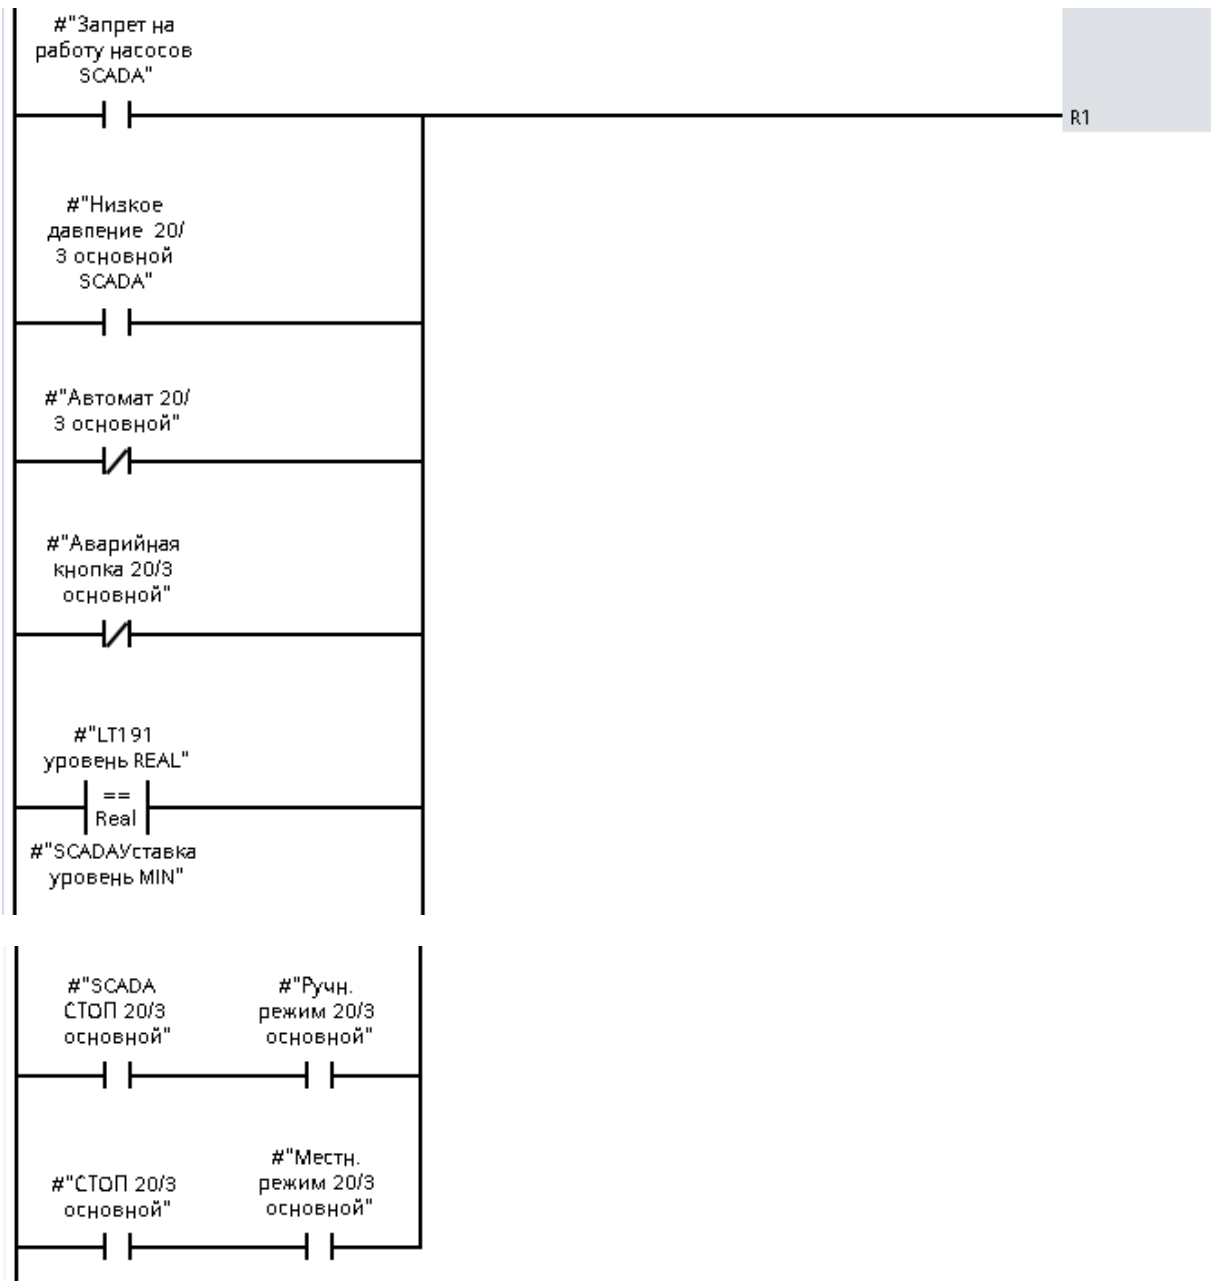 #"Запрет на
работу насосов
SCADA"
R1
#"Низкое
давление 20/
3 основной
SCADA"
#"Автомат 20/
3 основной"
#"Аварийная
кнопка 20/3
основной"
#"LT191
уровень REAL"
==
Real
#"SCADAУставка
уровень MIN"
#"SCADA
СТОП 20/3
основной"
#"Ручн.
режим 20/3
основной"
#"СТОП 20/3
основной"
#"Местн.
режим 20/3
основной"